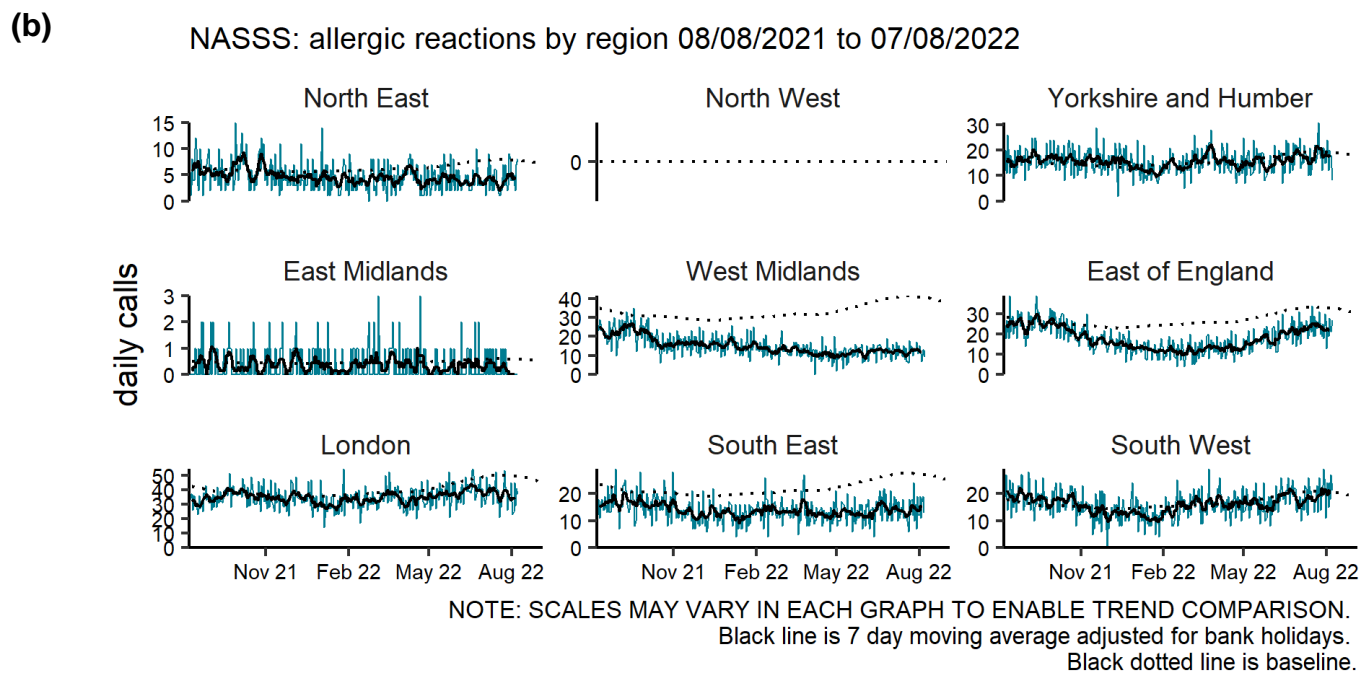 (b)
NASSS: allergic reactions by region 08/08/2021 to 07/08/2022
North East
North West
Yorkshire and Humber
15
10
5
0
0
30
20
10
0
daily calls
East Midlands
West Midlands
East of England
3
2
1
0
40
30
20
10
0
30
20
10
0
London
South East
South West
50
40
30
20
10
0
20
10
0
20
10
0
Nov 21 Feb 22 May 22 Aug 22
Nov 21 Feb 22 May 22 Aug 22
Nov 21 Feb 22 May 22 Aug 22
NOTE: SCALES MAY VARY IN EACH GRAPH TO ENABLE TREND COMPARISON.
Black line is 7 day moving average adjusted for bank holidays.
Black dotted line is baseline.